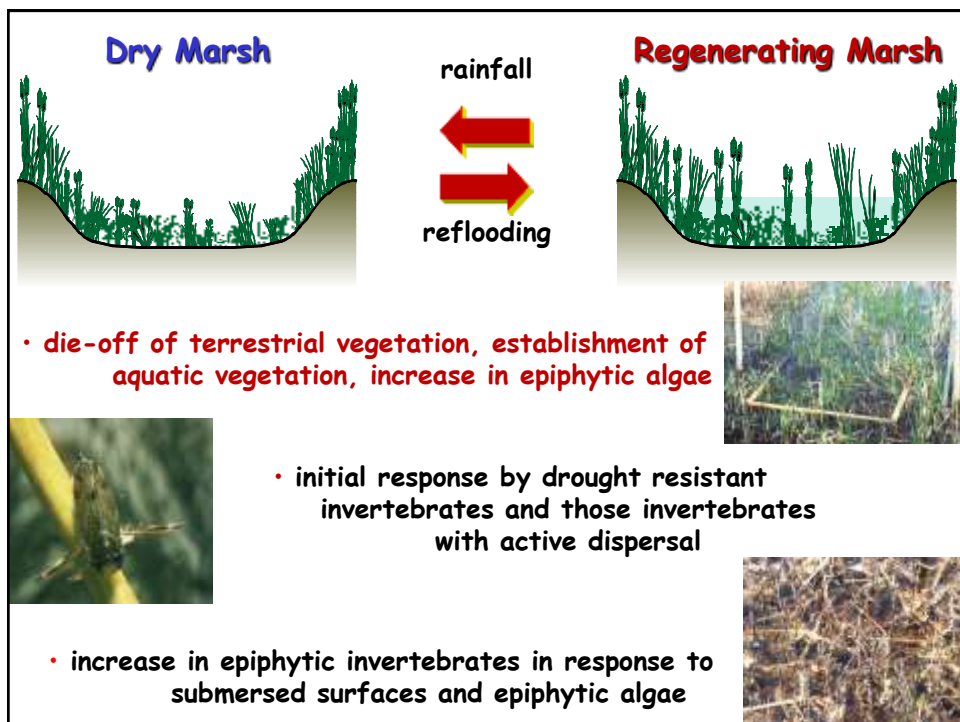 Dry Marsh
rainfall
Regenerating Marsh
reflooding
• die-off of terrestrial vegetation, establishment of
aquatic vegetation, increase in epiphytic algae
• initial response by drought resistant
invertebrates and those invertebrates
with active dispersal
• increase in epiphytic invertebrates in response to
submersed surfaces and epiphytic algae